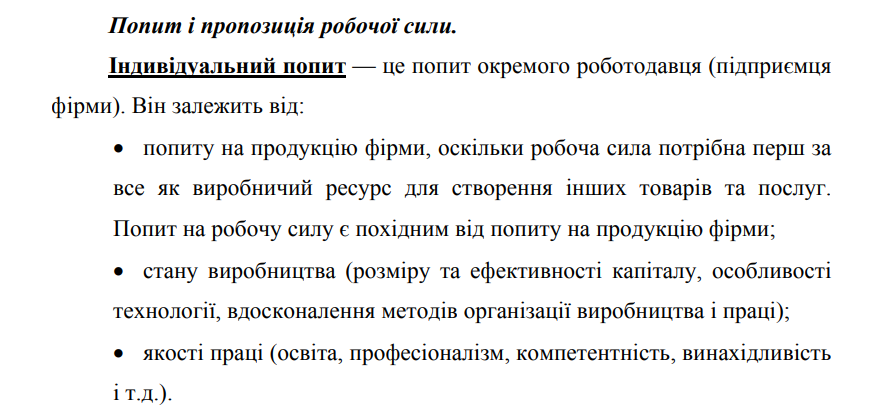 Попит і пропозиція робочої сили.
Індивідуальний попит — це попит окремого роботодавця (підприємця
фірми). Він залежить від:
• попиту на продукцію фірми, оскільки робоча сила потрібна перш за
все як виробничий ресурс для створення інших товарів та послуг.
Попит на робочу силу є похідним від попиту на продукцію фірми;
• стану виробництва (розміру та ефективності капіталу, особливості
технології, вдосконалення методів організації виробництва і праці);
• якості праці (освіта, професіоналізм, компетентність, винахідливість
і т.д.).